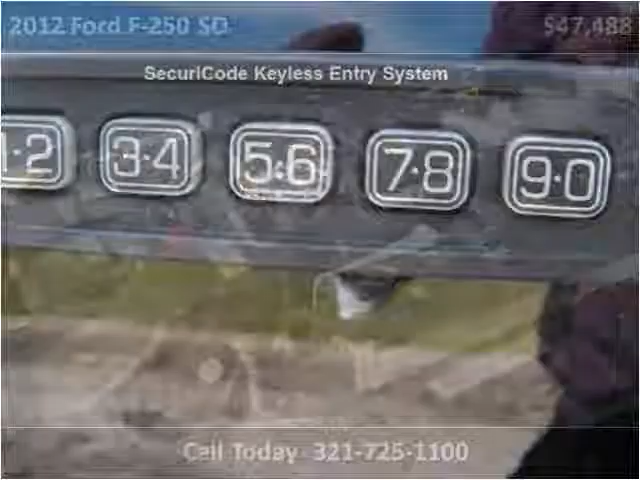 2012 Ford F-250 SD $47,488
SecuriCode Keyless Entry System
1·2 3·4 5·6 7·8 9·0
Call Today 321-725-1100